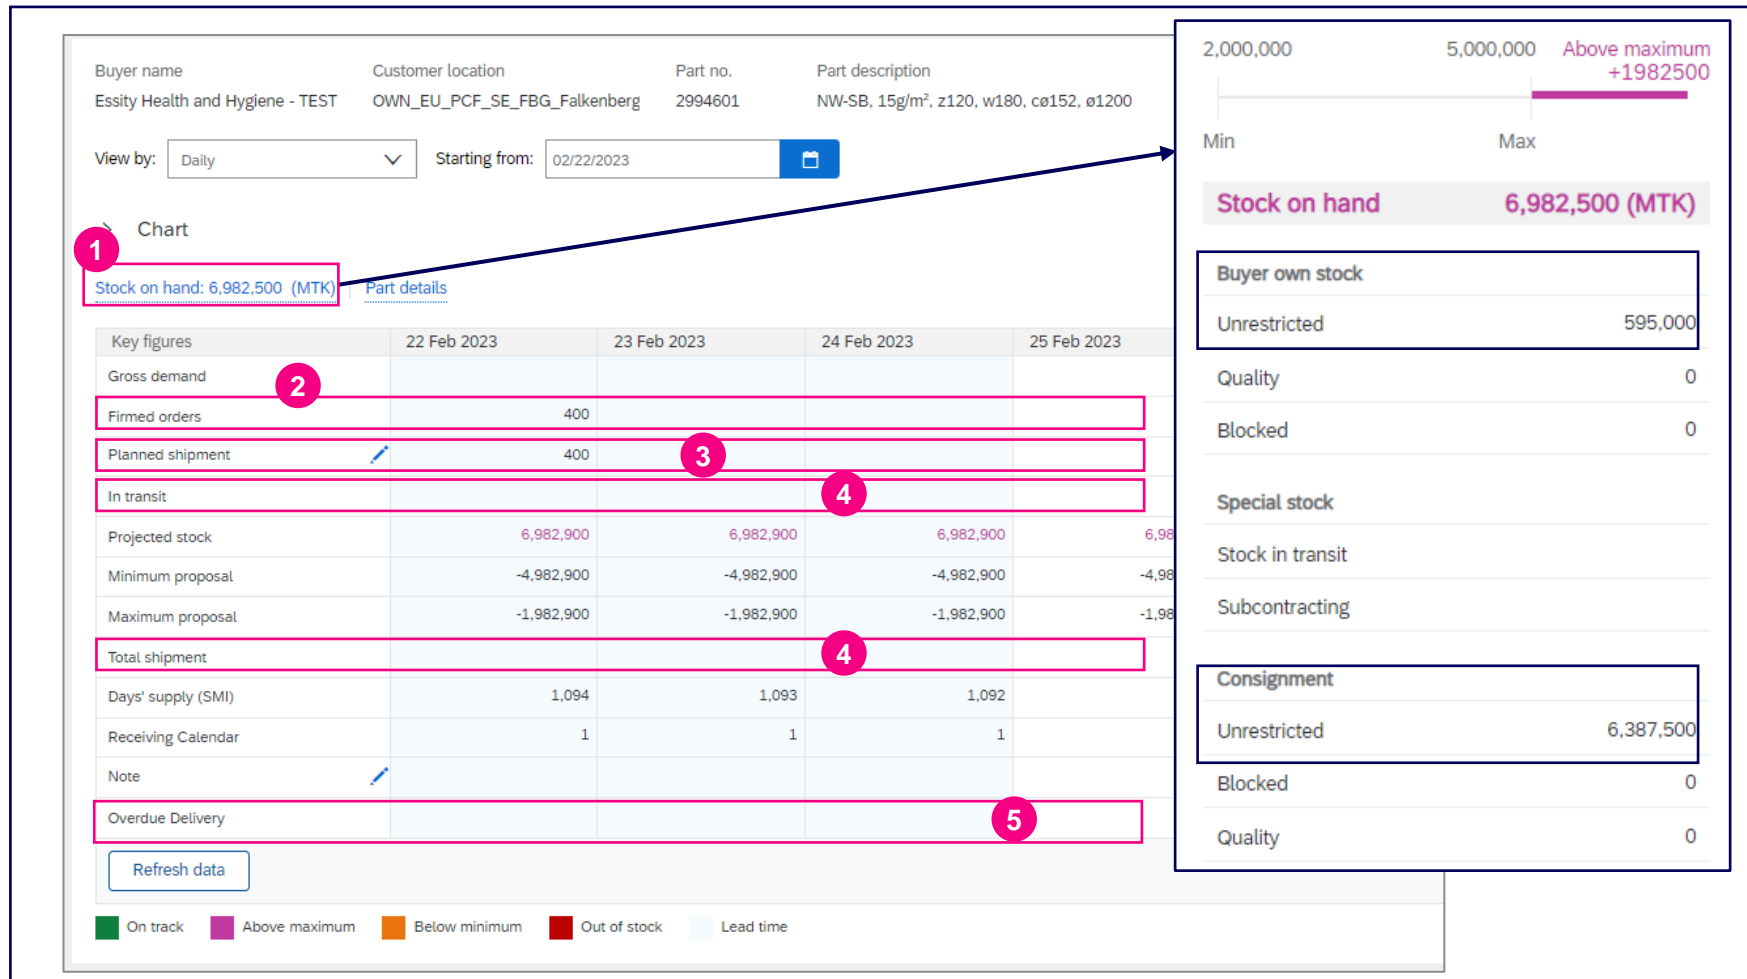 Buyer name Customer location Part no. Part description
Essity Health and Hygiene - TEST OWN_EU_PCF_SE_FBG_Falkenberg 2994601 NW-SB, 15g/m², z120, w180, cø152, ø1200
View by: Daily Starting from: 02/22/2023
Chart
1
Stock on hand: 6,982,500 (MTK) Part details
Key figures 22 Feb 2023 23 Feb 2023 24 Feb 2023 25 Feb 2023
Gross demand
2
Firmed orders 400
Planned shipment 400 3
In transit 4
Projected stock 6,982,900 6,982,900 6,982,900 6,98
Minimum proposal -4,982,900 -4,982,900 -4,982,900 -4,98
Maximum proposal -1,982,900 -1,982,900 -1,982,900 -1,98
Total shipment 4
Days' supply (SMI) 1,094 1,093 1,092
Receiving Calendar 1 1 1
Note
Overdue Delivery 5
Refresh data
On track Above maximum Below minimum Out of stock Lead time
2,000,000 5,000,000 Above maximum
+1982500
Min Max
Stock on hand 6,982,500 (MTK)
Buyer own stock
Unrestricted 595,000
Quality 0
Blocked 0
Special stock
Stock in transit
Subcontracting
Consignment
Unrestricted 6,387,500
Blocked 0
Quality 0